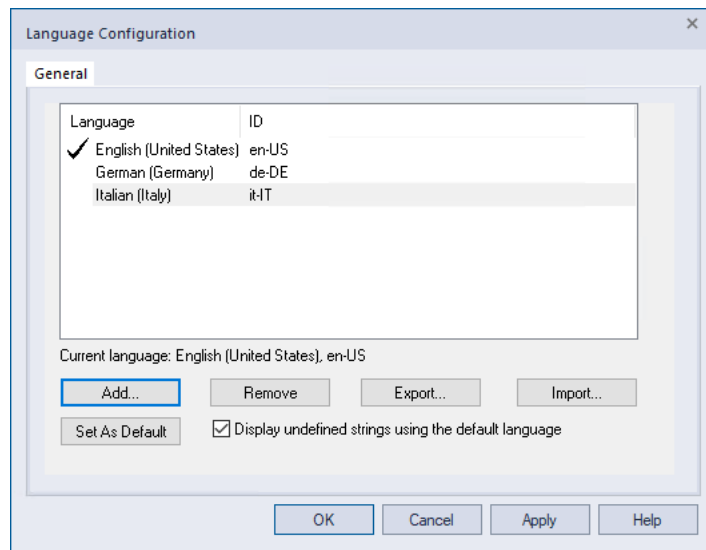 Language Configuration
General
Language ID
English (United States) en-US
German (Germany) de-DE
Italian (Italy) it-IT
Current language: English (United States), en-US
Add... Remove Export... Import...
Set As Default Display undefined strings using the default language
OK Cancel Apply Help